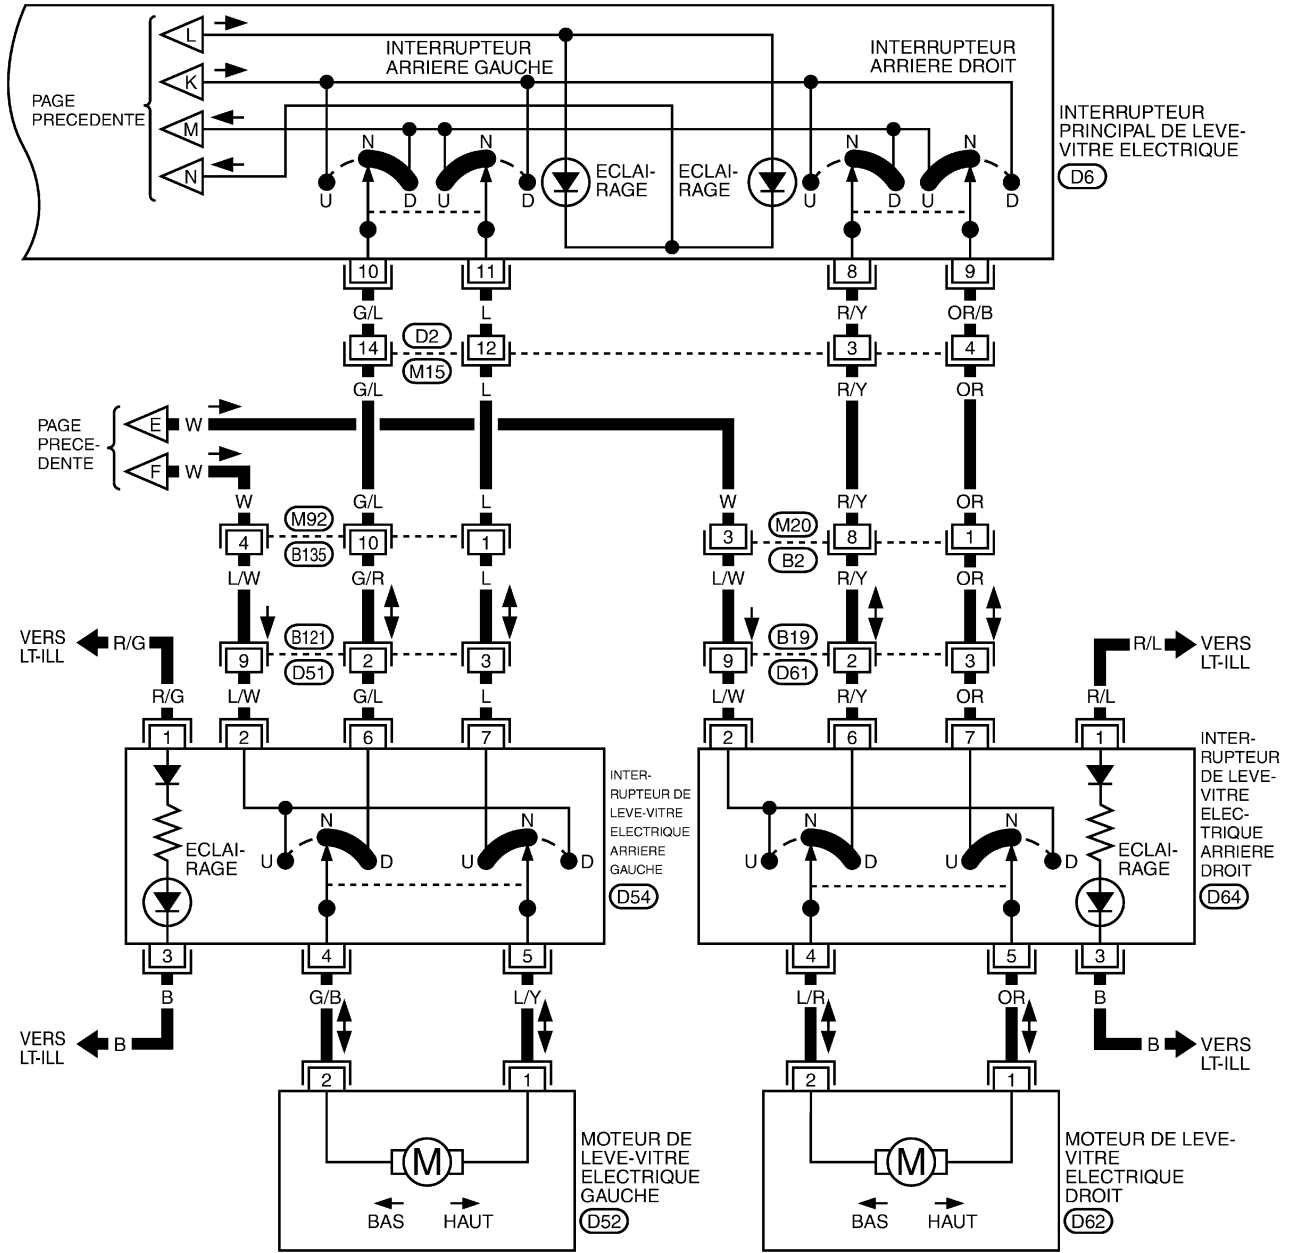 L
K
M
N
PAGE
PRECEDENTE
INTERRUPTEUR
ARRIERE GAUCHE
INTERRUPTEUR
ARRIERE DROIT
N N ECLAI-
RAGE
ECLAI-
RAGE
N N
U D U D
U D U D
INTERRUPTEUR
PRINCIPAL DE LEVE-
VITRE ELECTRIQUE
D6
10 11 8 9
G/L L R/Y OR/B
14 D2 12 3 4
M15
G/L L R/Y OR
PAGE
PRECE-
DENTE
E W
F W
W G/L L W R/Y OR
4 M92 10 1 3 M20 8 1
B135 B2
L/W G/R L L/W R/Y OR
9 B121 2 3 9 B19 2 3
D51 D61
L/W G/L L L/W R/Y OR
VERS
LT-ILL
R/G
R/G
R/L
VERS
LT-ILL
R/L
1 2 6 7 2 6 7 1
N N
U D U D
ECLAI-
RAGE
INTER-
RUPTEUR DE
LEVE-VITRE
ELECTRIQUE
ARRIERE
GAUCHE
D54
N N
U D U D
ECLAI-
RAGE
INTER-
RUPTEUR
DE LEVE-
VITRE
ELEC-
TRIQUE
ARRIERE
DROIT
D64
3 4 5 4 5 3
B G/B L/Y L/R OR B
VERS
LT-ILL
B
B
VERS
LT-ILL
2 1 2 1
M
BAS HAUT
MOTEUR DE
LEVE-VITRE
ELECTRIQUE
GAUCHE
D52
M
BAS HAUT
MOTEUR DE LEVE-
VITRE
ELECTRIQUE
DROIT
D62